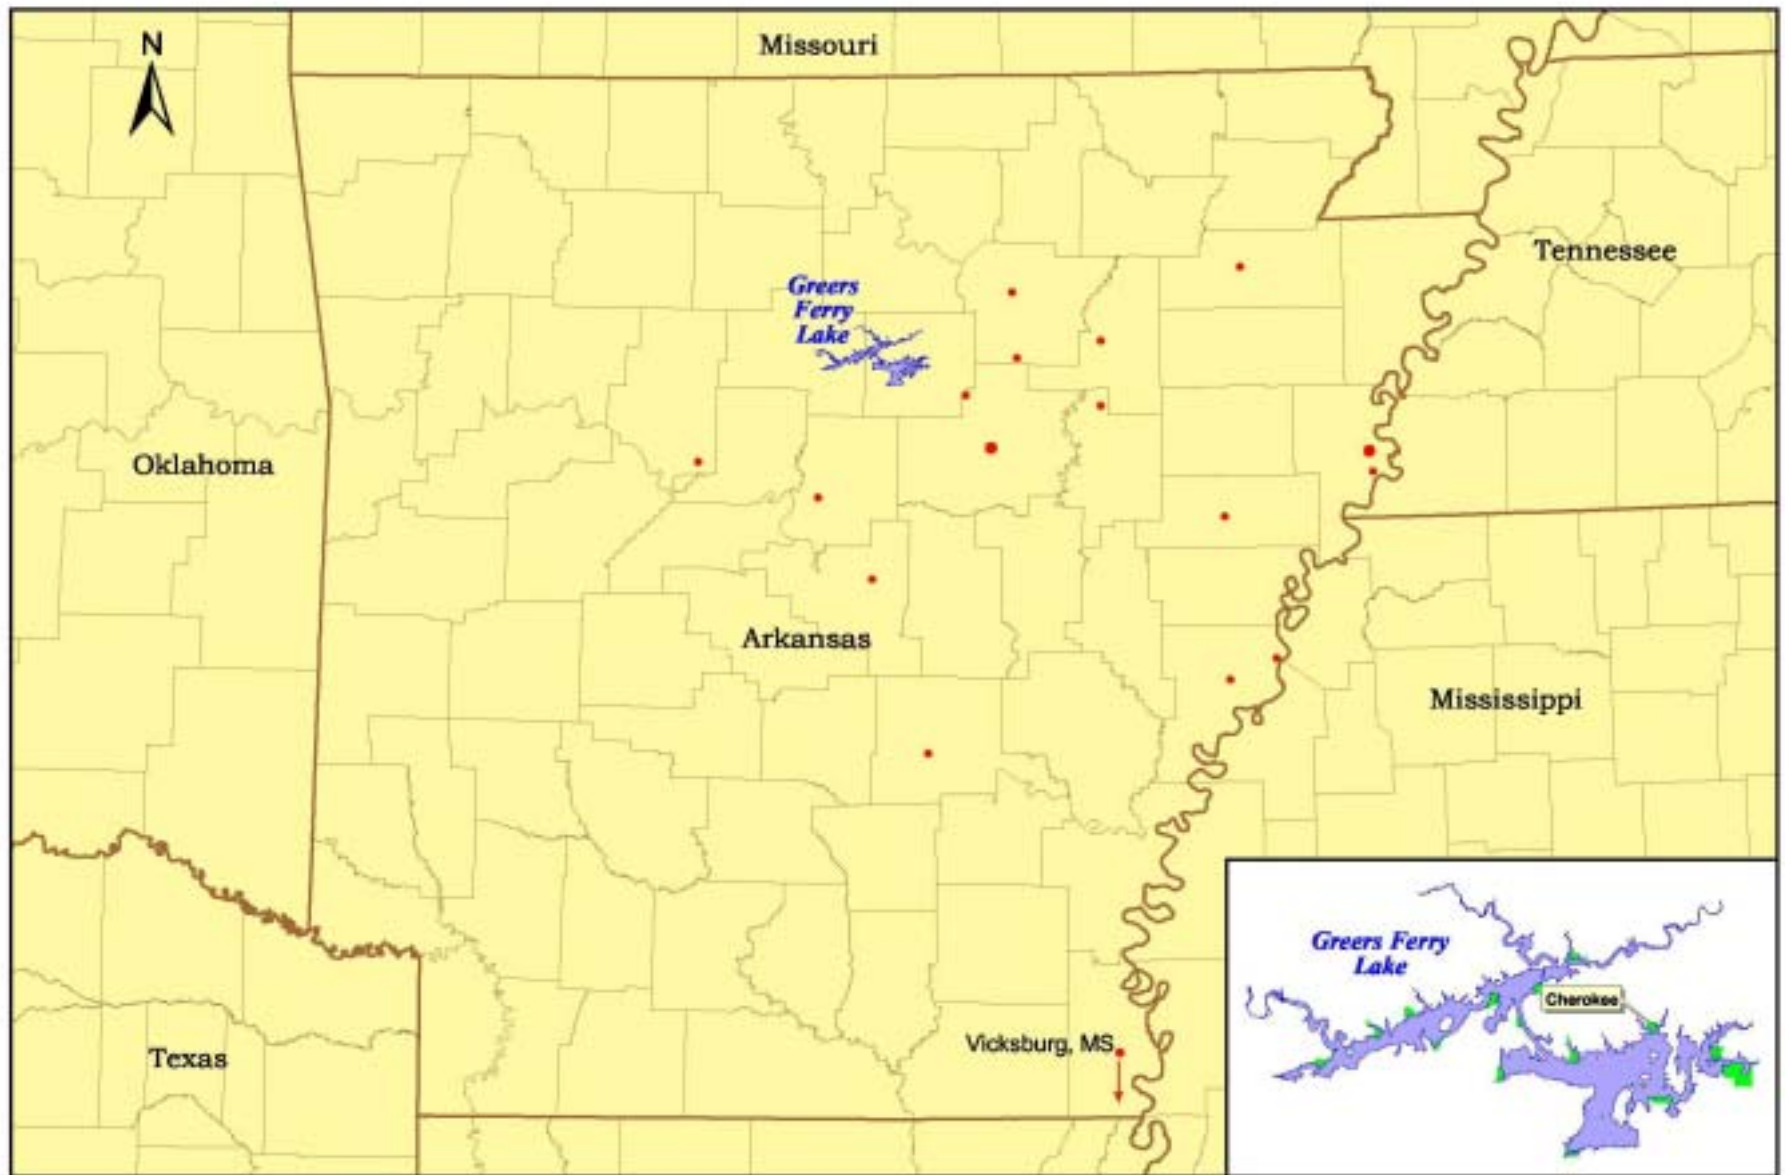 N
Missouri
Greers
Ferry
Lake
Tennessee
Oklahoma
Arkansas
Mississippi
Texas
Vicksburg, MS
Greers Ferry
Lake
Cherokee